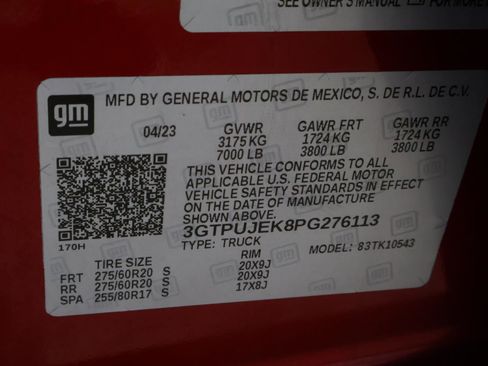 SEE OWNER'S MANUAL
FOR MORE
gm
MFD BY GENERAL MOTORS DE MEXICO, S. DE R.L. DE C.V.
04/23 GVWR GAWR FRT GAWR RR
3175 KG 1724 KG 1724 KG
7000 LB 3800 LB 3800 LB
THIS VEHICLE CONFORMS TO ALL
APPLICABLE U.S. FEDERAL MOTOR
VEHICLE SAFETY STANDARDS IN EFFECT
ON THE DATE OF MANUFACTURE
SHOWN ABOVE.
3GTPUJEK8PG276113
170H TYPE: TRUCK MODEL: 83TK10543
TIRE SIZE RIM
FRT 275/60R20 S 20X9J
RR 275/60R20 S 20X9J
SPA 255/80R17 S 17X8J